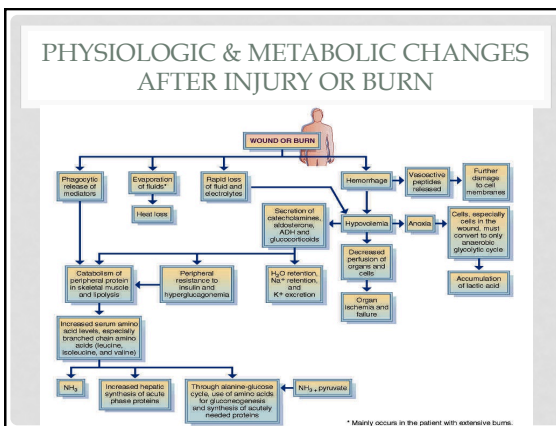 PHYSIOLOGIC & METABOLIC CHANGES
AFTER INJURY OR BURN
WOUND OR BURN
Phagocytic
release of
mediators
Evaporation
of fluids*
Rapid loss
of fluid and
electrolytes
Hemorrhage
Vasoactive
peptides
released
Further
damage
to cell
membranes
Heat loss
Secretion of
catecholamines,
aldosterone,
ADH and
glucocorticoids
Hypovolemia
Anoxia
Cells, especially
cells in the
wound, must
convert to only
anaerobic
glycolytic cycle
Catabolism of
peripheral protein
in skeletal muscle
and lipolysis
Peripheral
resistance to
insulin and
hyperglucagonemia
H₂O retention,
Na⁺ retention,
and
K⁺ excretion
Decreased
perfusion of
organs and
cells
Accumulation
of lactic acid
Organ
ischemia and
failure
Increased serum amino
acid levels, especially
branched chain amino
acids (leucine,
isoleucine, and valine)
NH₃
Increased hepatic
synthesis of acute
phase proteins
Through alanine-glucose
cycle, use of amino acids
for gluconeogenesis
and synthesis of acutely
needed proteins
NH₃ + pyruvate
* Mainly occurs in the patient with extensive burns.